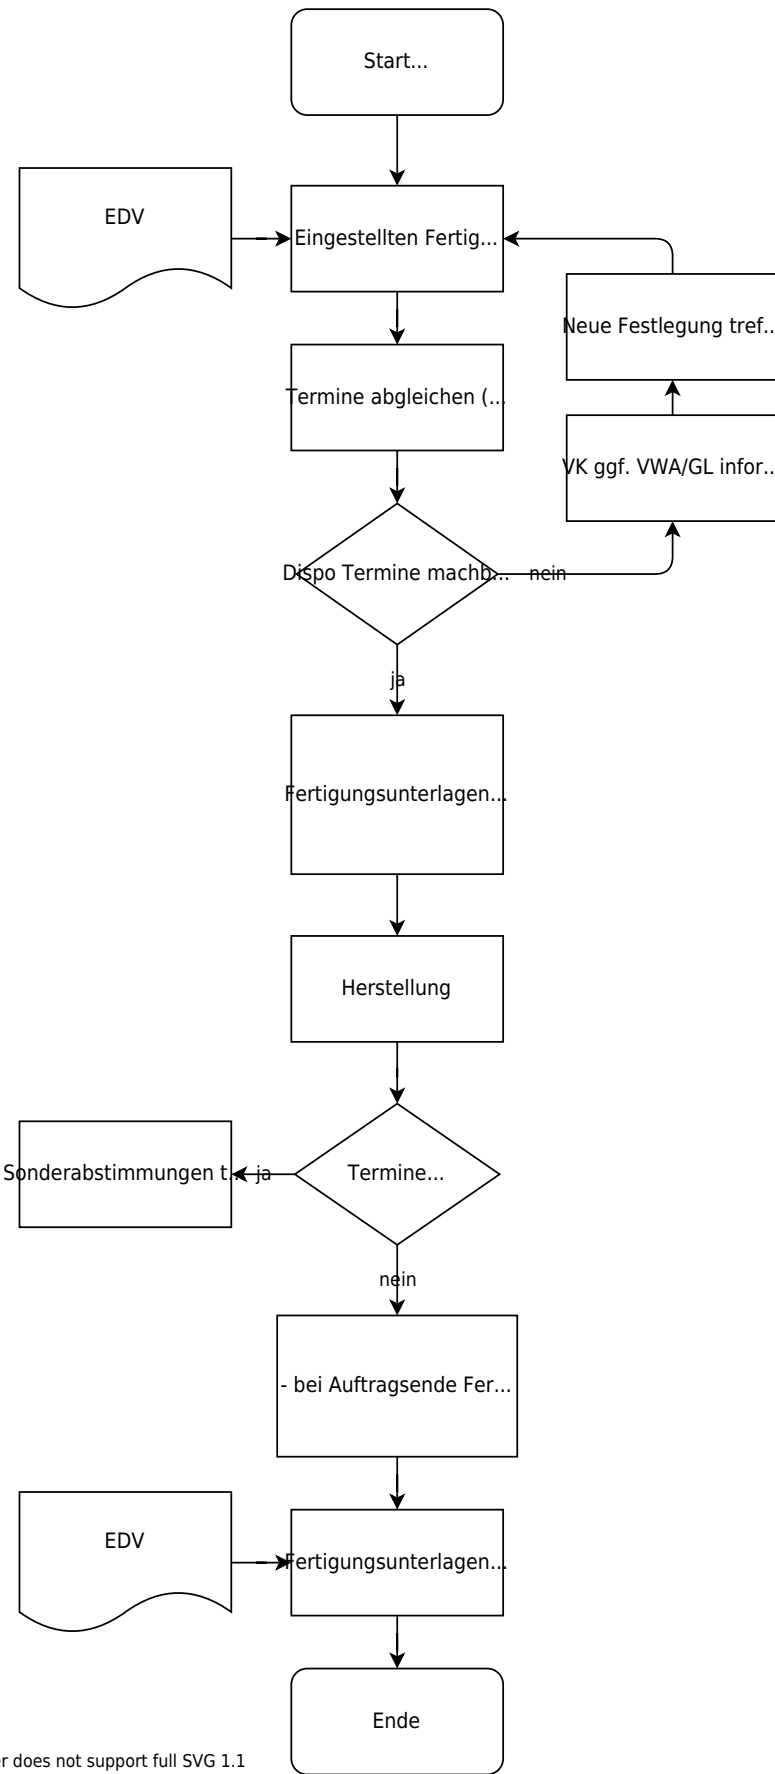 Start...
EDV
Eingestellten Fertig...
Neue Festlegung tref...
Termine abgleichen (...
VK ggf. VWA/GL infor...
Dispo Termine machb...
nein
ja
Fertigungsunterlagen...
Herstellung
Sonderabstimmungen t...
ja
Termine...
nein
- bei Auftragsende Fer...
EDV
Fertigungsunterlagen...
Ende
does not support full SVG 1.1